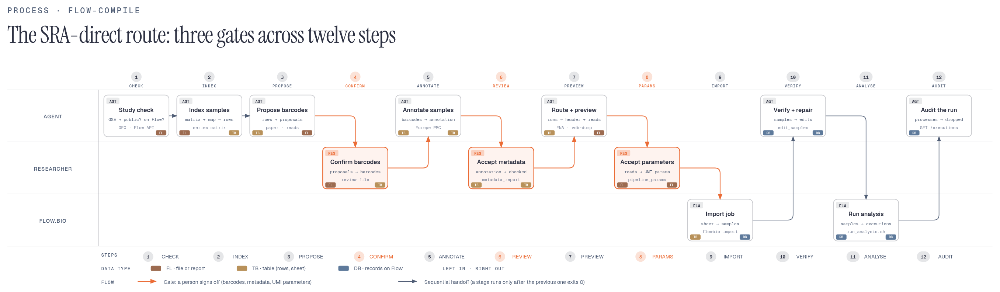 PROCESS · FLOW-COMPILE
The SRA-direct route: three gates across twelve steps
1 2 3 4 5 6 7 8 9 10 11 12
CHECK INDEX PROPOSE CONFIRM ANNOTATE REVIEW PREVIEW PARAMS IMPORT VERIFY ANALYSE AUDIT
AGENT
AGT
Study check
GSE → public? on Flow?
GEO · Flow API
FL
AGT
Index samples
matrix + map → rows
series matrix
FL TB
AGT
Propose barcodes
rows → proposals
paper · reads
TB FL
AGT
Annotate samples
barcodes → annotation
Europe PMC
TB TB
AGT
Route + preview
runs → header + reads
ENA · vdb-dump
TB FL
AGT
Verify + repair
samples → edits
edit_samples
DB DB
AGT
Audit the run
processes → dropped
GET /executions
DB
RESEARCHER
RES
Confirm barcodes
proposals → barcodes
review file
FL TB
RES
Accept metadata
annotation → checked
metadata_report
TB TB
RES
Accept parameters
reads → UMI params
pipeline_params
FL FL
FLOW.BIO
FLW
Import job
sheet → samples
flowbio import
TB DB
FLW
Run analysis
samples → executions
run_analysis.sh
DB DB
STEPS 1 CHECK 2 INDEX 3 PROPOSE 4 CONFIRM 5 ANNOTATE 6 REVIEW 7 PREVIEW 8 PARAMS 9 IMPORT 10 VERIFY 11 ANALYSE 12 AUDIT
DATA TYPE FL · file or report TB · table (rows, sheet) DB · records on Flow LEFT IN · RIGHT OUT
FLOW Gate: a person signs off (barcodes, metadata, UMI parameters) Sequential handoff (a stage runs only after the previous one exits 0)